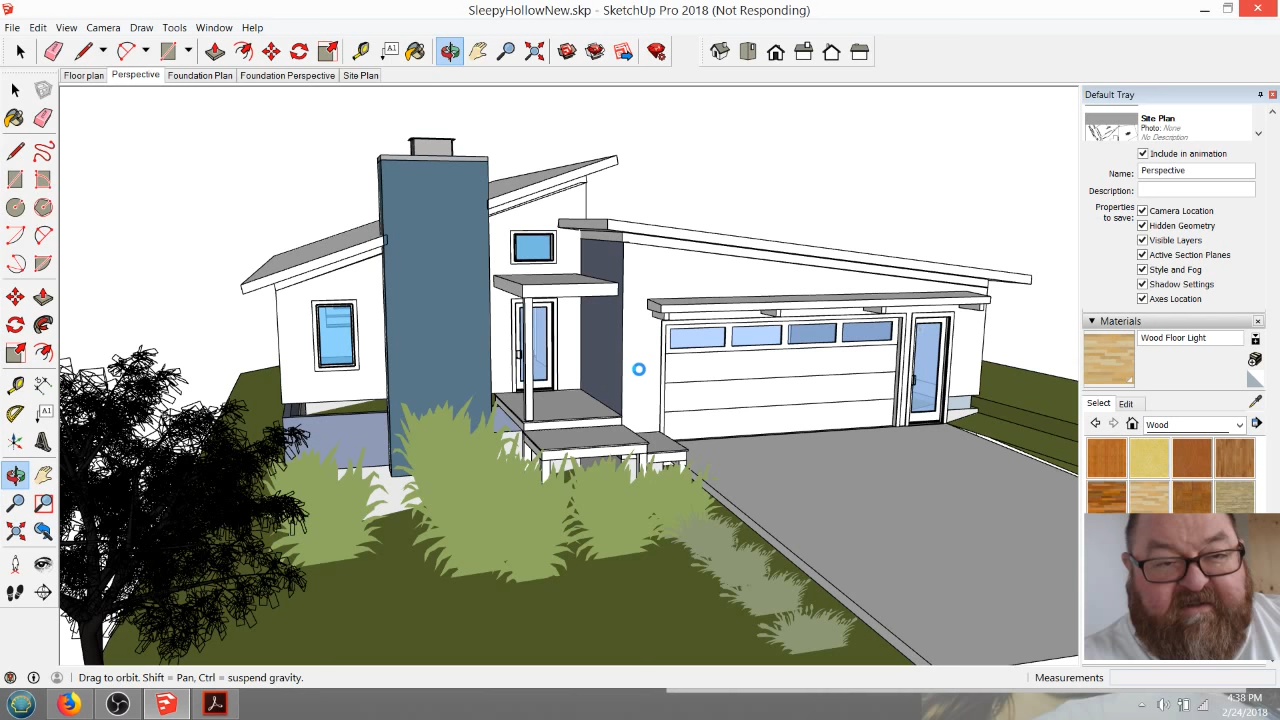 SleepyHollowNew.skp - SketchUp Pro 2018 (Not Responding)
File Edit View Camera Draw Tools Window Help
A1
Floor plan Perspective Foundation Plan Foundation Perspective Site Plan
Default Tray
Site Plan
Photo: None
No Description
Include in animation
Name: Perspective
Description:
Properties to save:
Camera Location
Hidden Geometry
Visible Layers
Active Section Planes
Style and Fog
Shadow Settings
Axes Location
Materials
Wood Floor Light
Select Edit
Wood
A1
Drag to orbit. Shift = Pan, Ctrl = suspend gravity.
Measurements
4:38 PM
2/24/2018